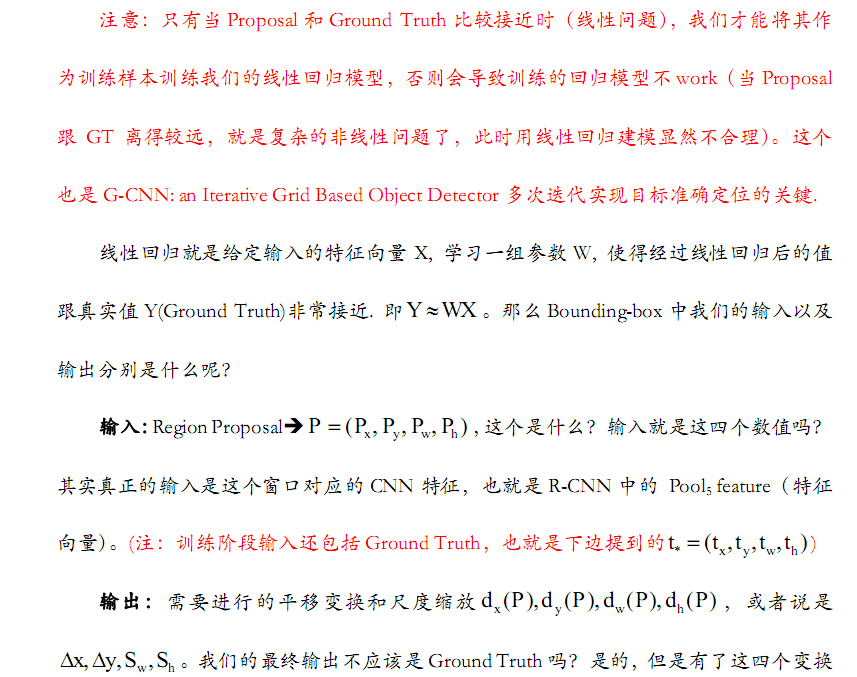 注意：只有当 Proposal 和 Ground Truth 比较接近时（线性问题），我们才能将其作
为训练样本训练我们的线性回归模型，否则会导致训练的回归模型不 work（当 Proposal
跟 GT 离得较远，就是复杂的非线性问题了，此时用线性回归建模显然不合理）。这个
也是 G-CNN: an Iterative Grid Based Object Detector 多次迭代实现目标准确定位的关键.
线性回归就是给定输入的特征向量 X, 学习一组参数 W, 使得经过线性回归后的值
跟真实值 Y(Ground Truth)非常接近. 即 Y≈WX 。那么 Bounding-box 中我们的输入以及
输出分别是什么呢？
输入: Region Proposal➔ P = (Pₓ, P_y, P_w, P_h) , 这个是什么？输入就是这四个数值吗？
其实真正的输入是这个窗口对应的 CNN 特征，也就是 R-CNN 中的 Pool₅ feature（特征
向量）。(注：训练阶段输入还包括 Ground Truth，也就是下边提到的 t_* = (tₓ, t_y, t_w, t_h))
输出：需要进行的平移变换和尺度缩放 dₓ(P), d_y(P), d_w(P), d_h(P) ，或者说是
Δx, Δy, S_w, S_h 。我们的最终输出不应该是 Ground Truth 吗？是的，但是有了这四个变换